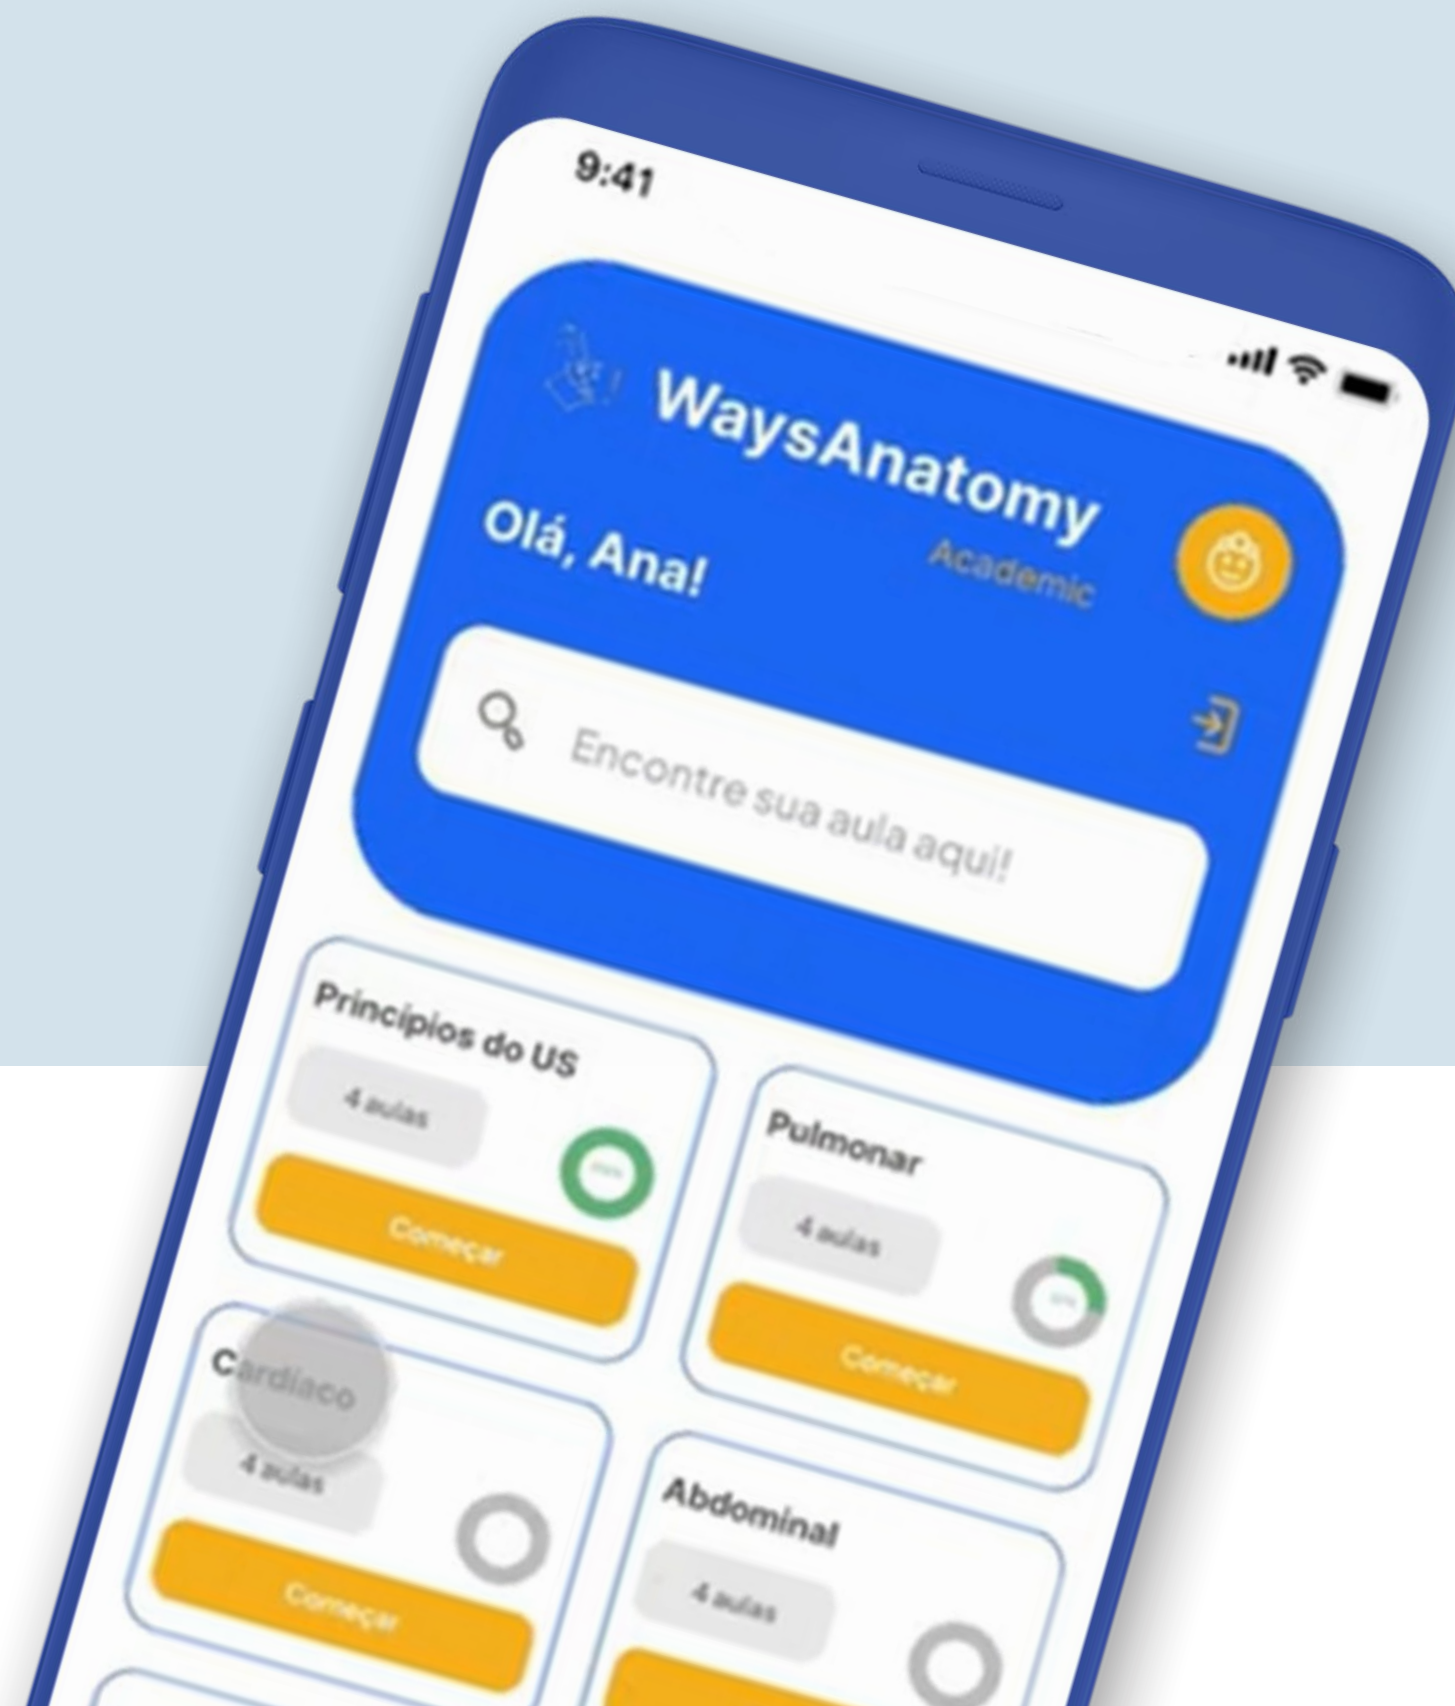 9:41
WaysAnatomy
Academic
Olá, Ana!
Encontre sua aula aqui!
Princípios do US
4 aulas
Começar
Pulmonar
4 aulas
Começar
Cardíaco
4 aulas
Começar
Abdominal
4 aulas